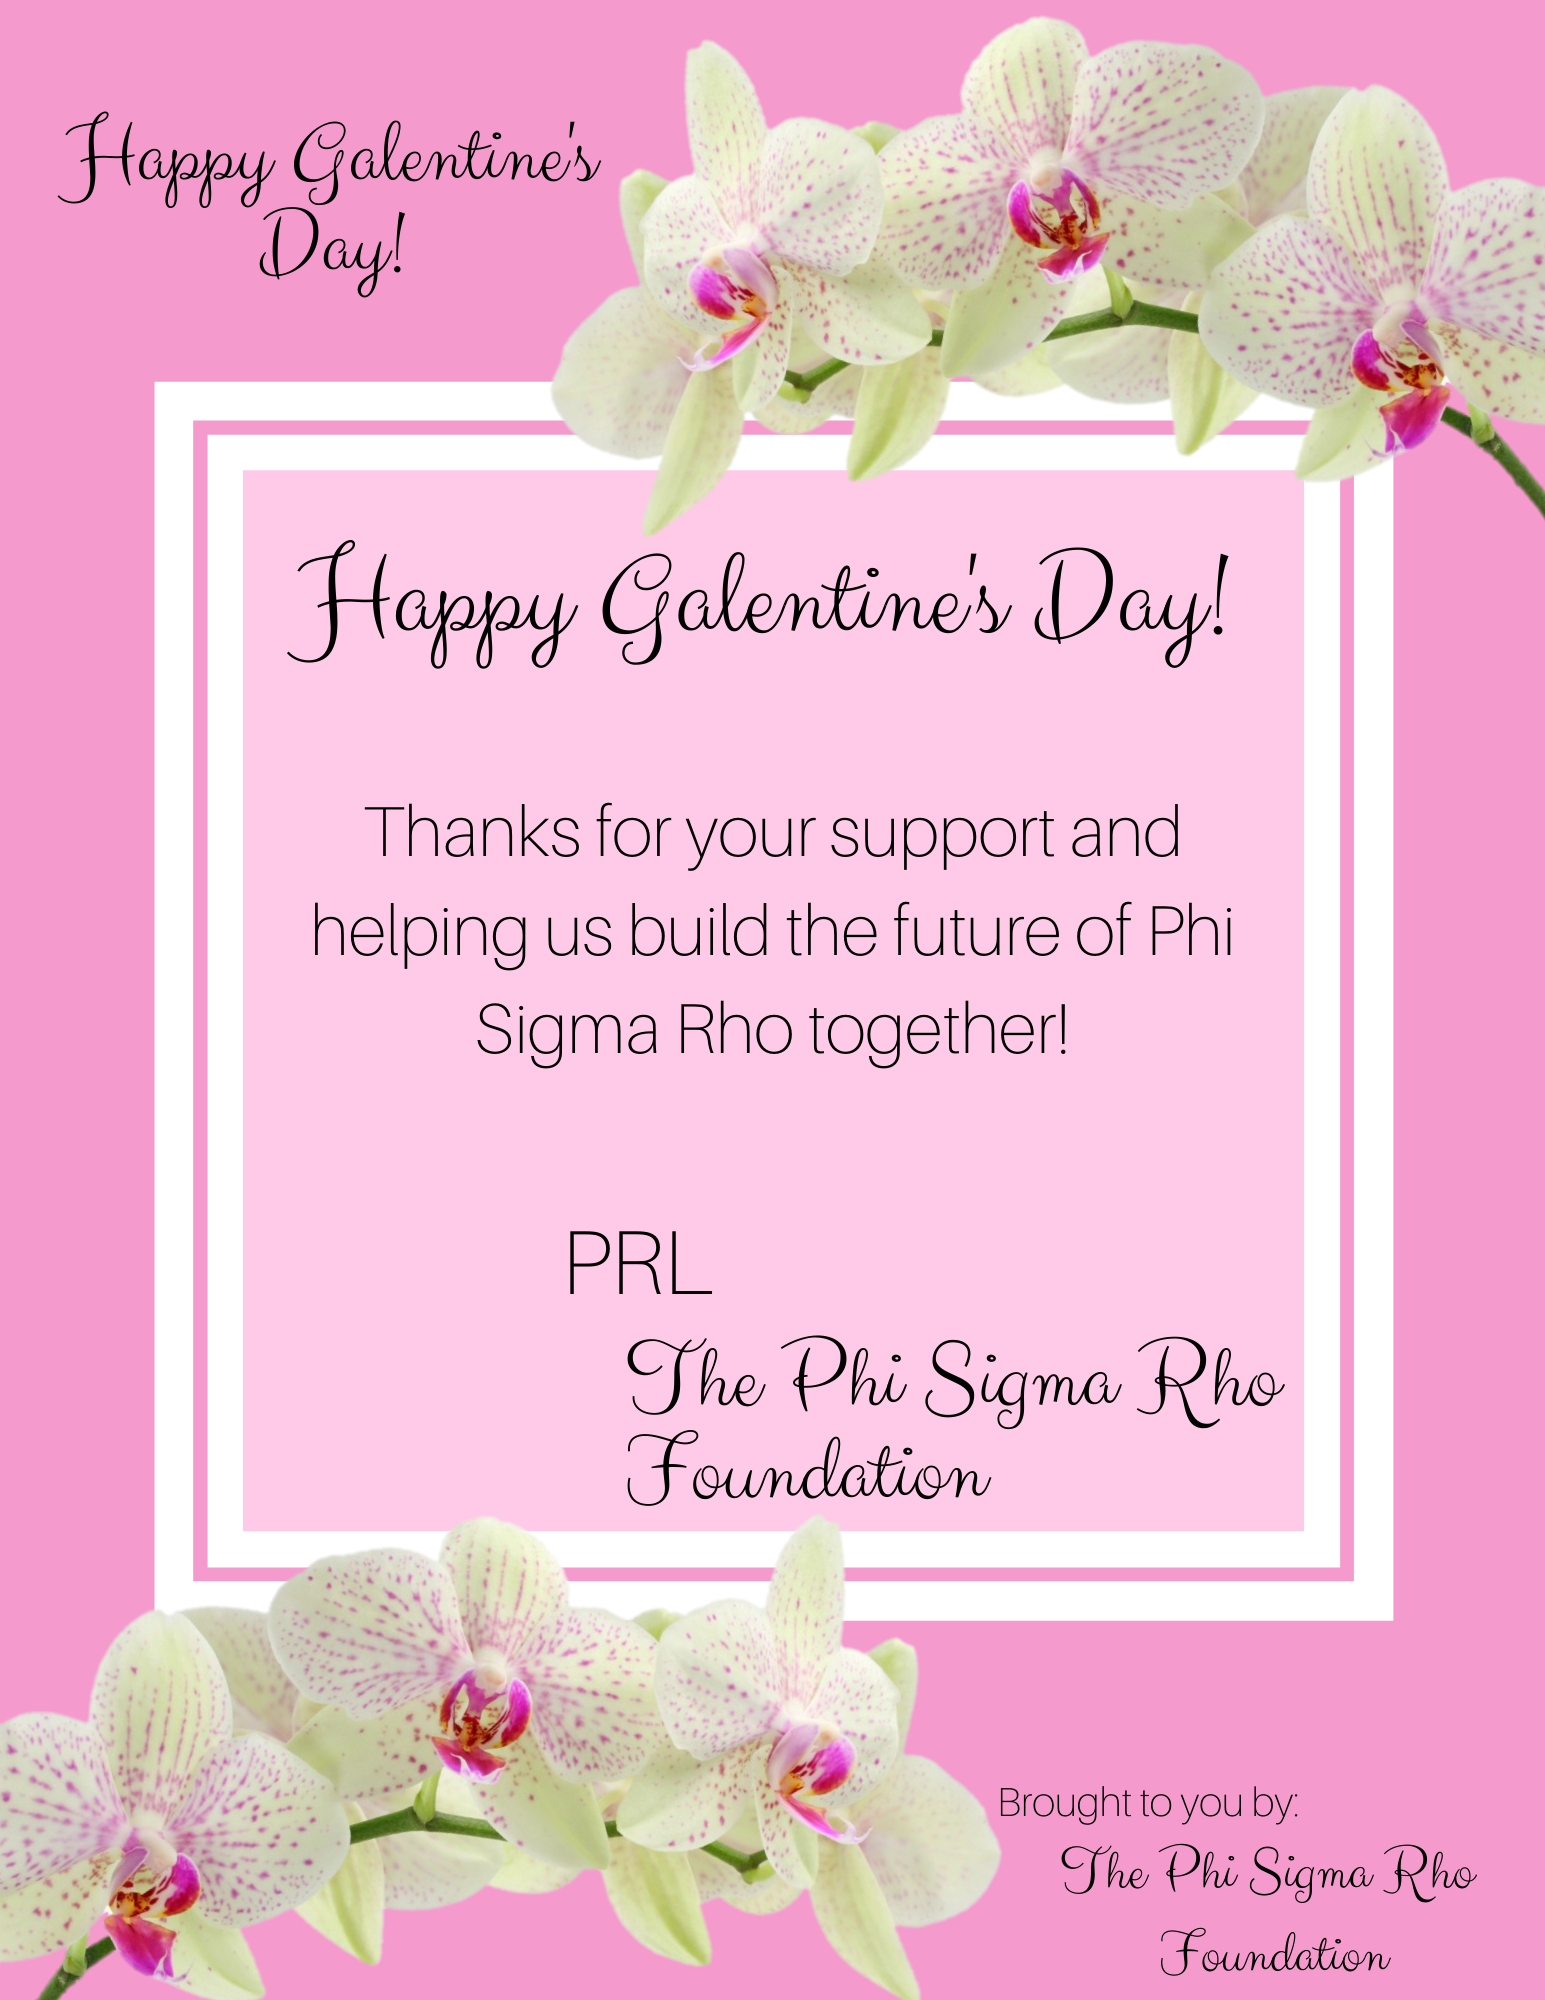 Happy Galentine's
Day!
Happy Galentine's Day!
Thanks for your support and
helping us build the future of Phi
Sigma Rho together!
PRL
The Phi Sigma Rho
Foundation
Brought to you by:
The Phi Sigma Rho
Foundation